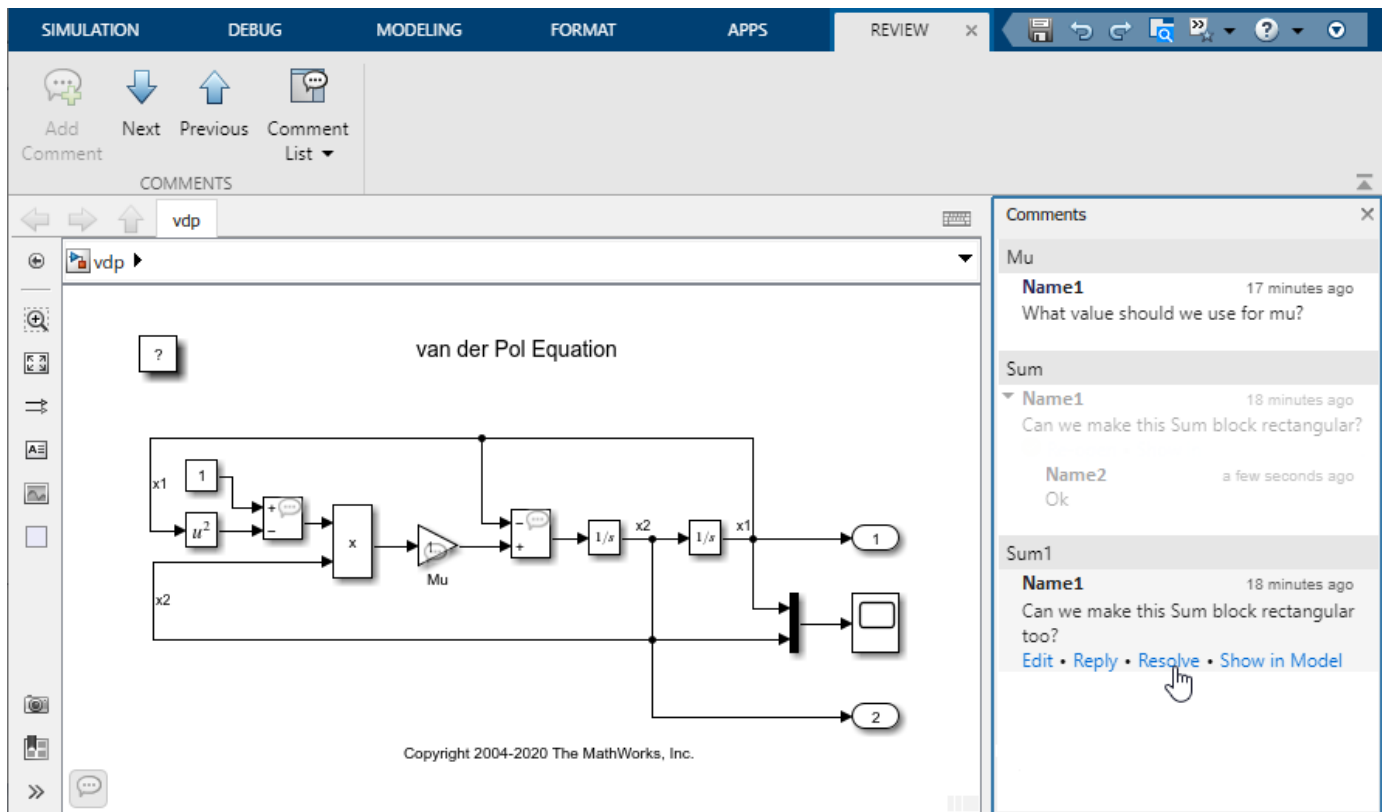 SIMULATION DEBUG MODELING FORMAT APPS REVIEW
Add
Comment
Next
Previous
Comment
List
COMMENTS
vdp
vdp
?
van der Pol Equation
x1
1
u²
+
−
x
1
Mu
−
+
1/s
x2
1/s
x1
1
x2
2
Copyright 2004-2020 The MathWorks, Inc.
Comments
Mu
Name1 17 minutes ago
What value should we use for mu?
Sum
Name1 18 minutes ago
Can we make this Sum block rectangular?
Name2 a few seconds ago
Ok
Sum1
Name1 18 minutes ago
Can we make this Sum block rectangular
too?
Edit • Reply • Resolve • Show in Model